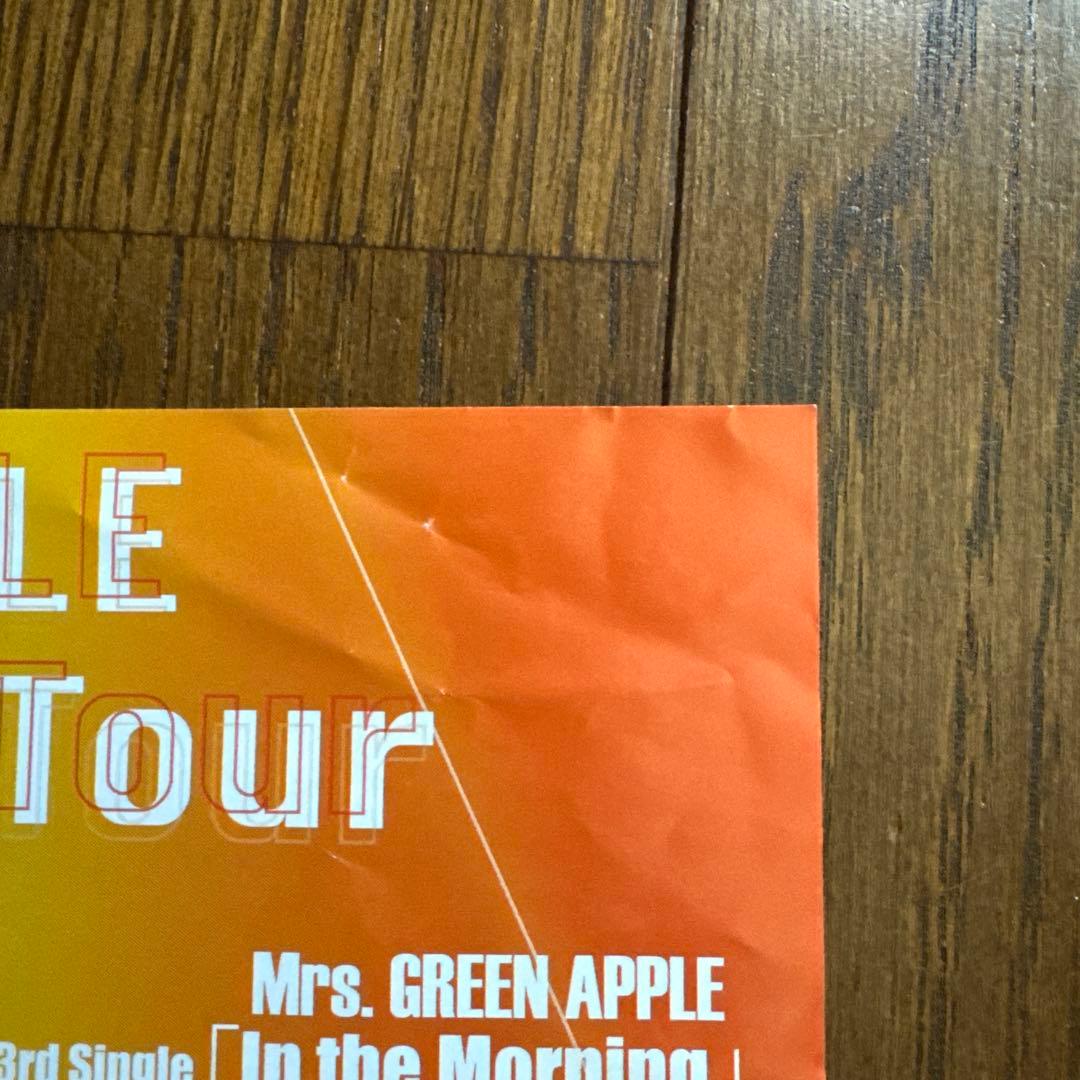 LE
Tour
Mrs. GREEN APPLE
3rd Single「In the Morning」